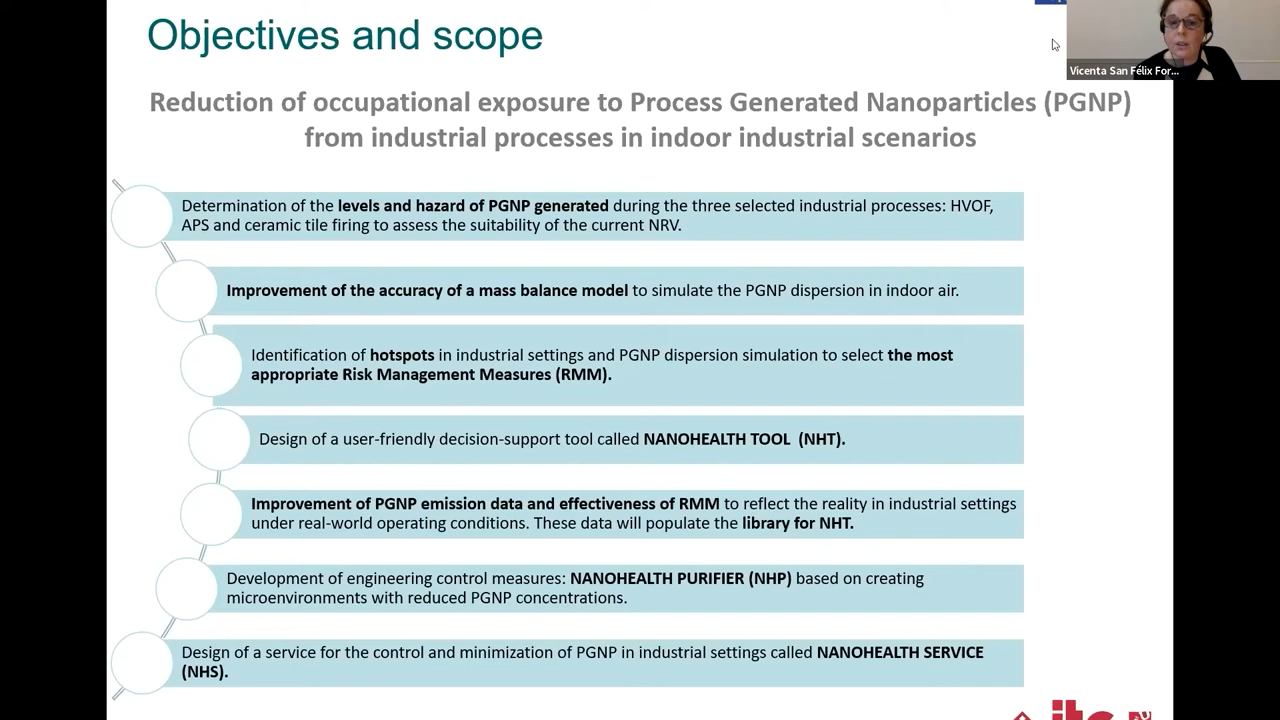 Objectives and scope
Vicenta San Félix For...
Reduction of occupational exposure to Process Generated Nanoparticles (PGNP)
from industrial processes in indoor industrial scenarios
Determination of the levels and hazard of PGNP generated during the three selected industrial processes: HVOF,
APS and ceramic tile firing to assess the suitability of the current NRV.
Improvement of the accuracy of a mass balance model to simulate the PGNP dispersion in indoor air.
Identification of hotspots in industrial settings and PGNP dispersion simulation to select the most
appropriate Risk Management Measures (RMM).
Design of a user-friendly decision-support tool called NANOHEALTH TOOL (NHT).
Improvement of PGNP emission data and effectiveness of RMM to reflect the reality in industrial settings
under real-world operating conditions. These data will populate the library for NHT.
Development of engineering control measures: NANOHEALTH PURIFIER (NHP) based on creating
microenvironments with reduced PGNP concentrations.
Design of a service for the control and minimization of PGNP in industrial settings called NANOHEALTH SERVICE
(NHS).